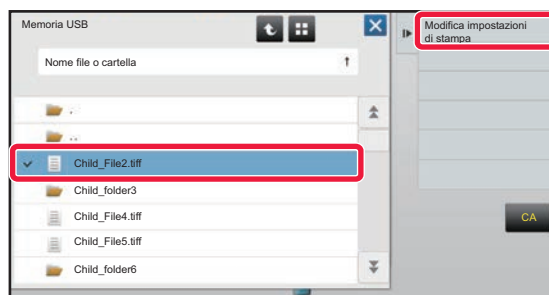 Memoria USB
Modifica impostazioni
di stampa
Nome file o cartella
.
..
Child_File2.tiff
Child_folder3
Child_File4.tiff
Child_File5.tiff
Child_folder6
CA